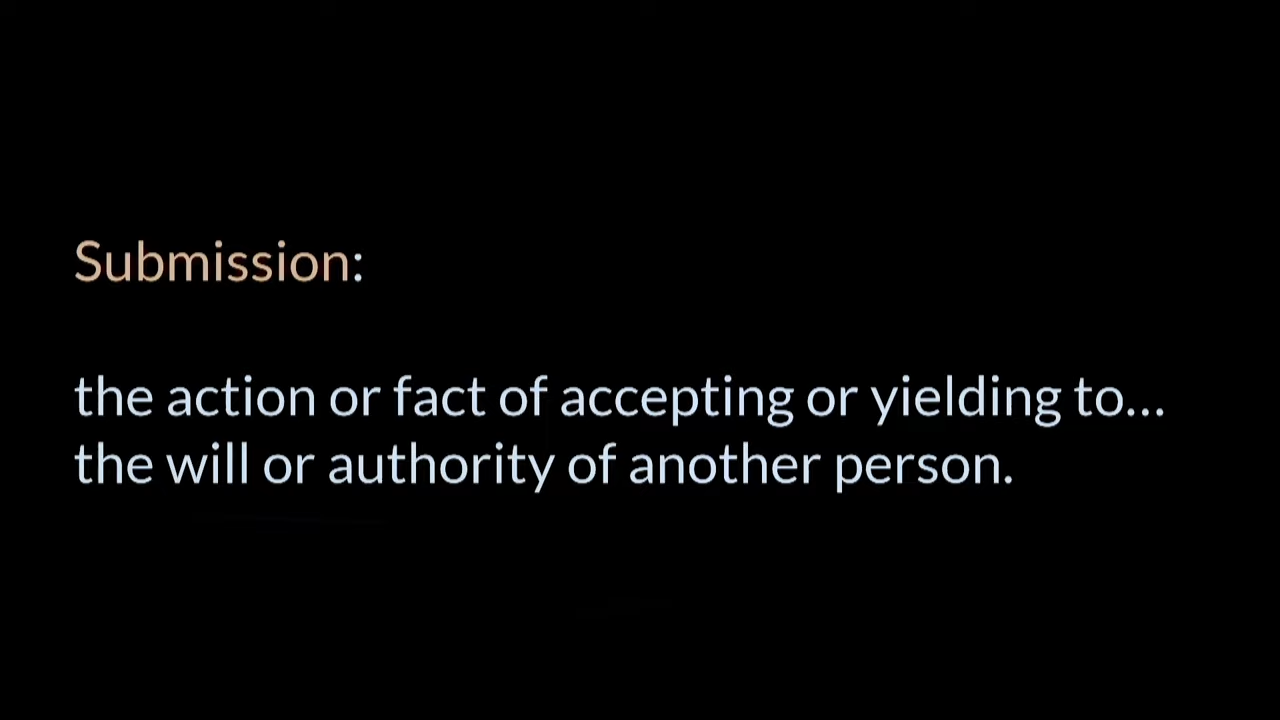 Submission:
the action or fact of accepting or yielding to...
the will or authority of another person.